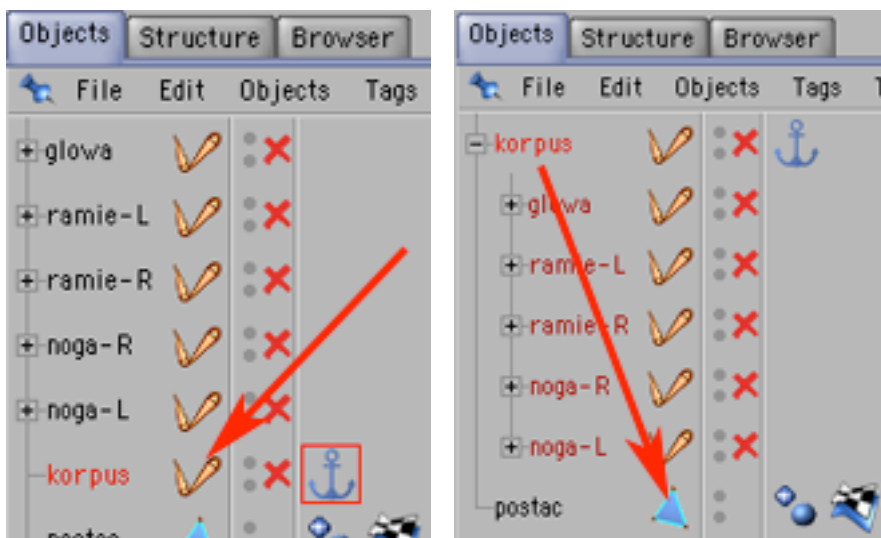 Objects Structure Browser
File Edit Objects Tags
glowa
ramie-L
ramie-R
noga-R
noga-L
korpus
postac
Objects Structure Browser
File Edit Objects Tags
korpus
glowa
ramie-L
ramie-R
noga-R
noga-L
postac